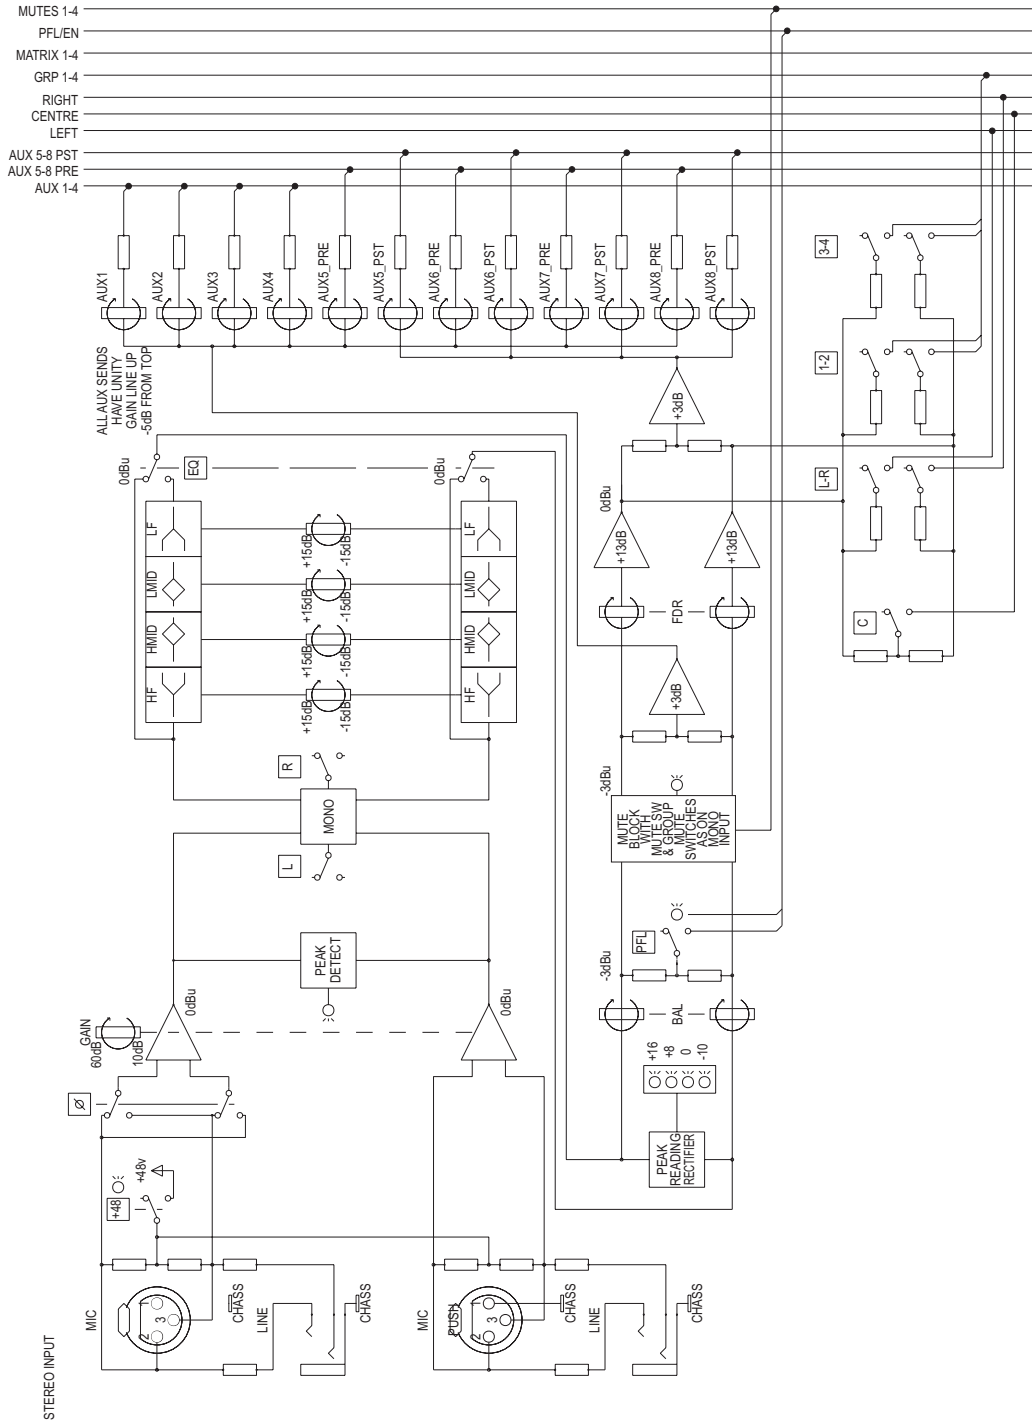 MUTES 1-4
PFL/EN
MATRIX 1-4
GRP 1-4
RIGHT
CENTRE
LEFT
AUX 5-8 PST
AUX 5-8 PRE
AUX 1-4
AUX1
AUX2
AUX3
AUX4
AUX5_PRE
AUX5_PST
AUX6_PRE
AUX6_PST
AUX7_PRE
AUX7_PST
AUX8_PRE
AUX8_PST
3-4
1-2
L-R
C
ALL AUX SENDS
HAVE UNITY
GAIN LINE UP
-5dB FROM TOP
+3dB
0dBu
EQ
0dBu
0dBu
LF
+15dB
-15dB
LF
LMID
+15dB
-15dB
LMID
HMID
+15dB
-15dB
HMID
HF
+15dB
-15dB
HF
+13dB
+13dB
FDR
+3dB
R
MONO
L
-3dBu
MUTE
BLOCK
WITH
MUTE SW
& GROUP
MUTE
SWITCHES
AS ON
MONO
INPUT
PEAK
DETECT
PFL
-3dBu
BAL
0dBu
0dBu
GAIN
60dB
10dB
+16
+8
0
-10
Ø
PEAK
READING
RECTIFIER
+48
+48v
MIC
1
2
3
CHASS
LINE
CHASS
MIC
PUSH
1
2
3
CHASS
LINE
CHASS
STEREO INPUT